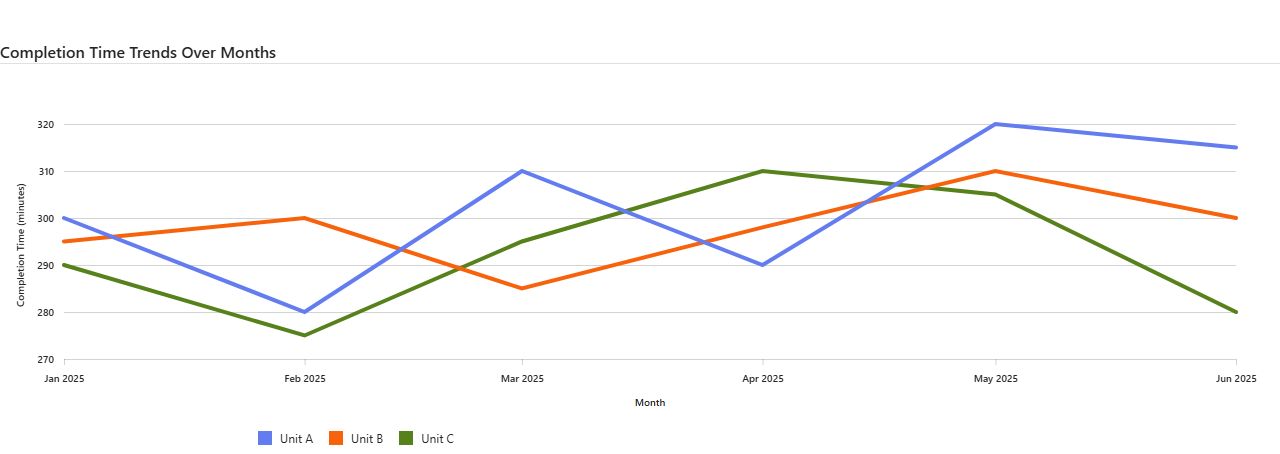 Completion Time Trends Over Months
Completion Time (minutes)
320
310
300
290
280
270
Jan 2025 Feb 2025 Mar 2025 Apr 2025 May 2025 Jun 2025
Month
Unit A Unit B Unit C